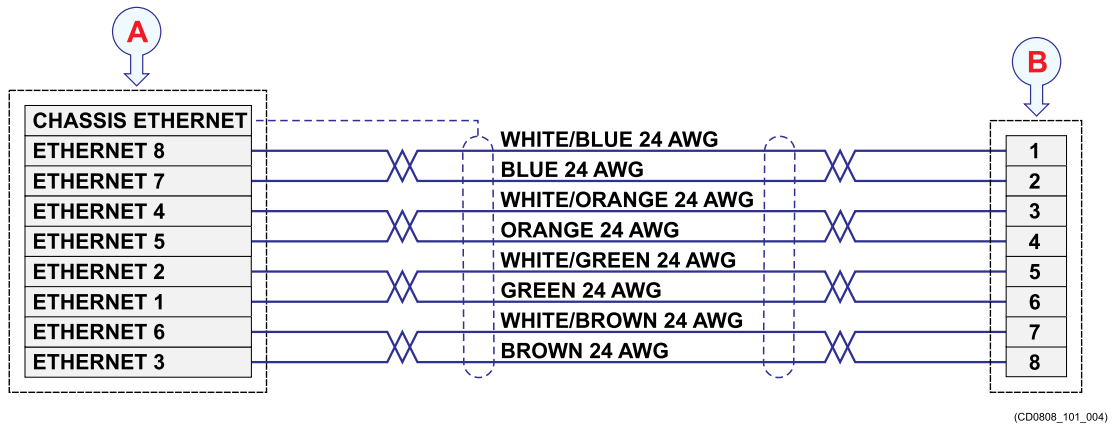 A
B
CHASSIS ETHERNET
ETHERNET 8
WHITE/BLUE 24 AWG
1
ETHERNET 7
BLUE 24 AWG
2
ETHERNET 4
WHITE/ORANGE 24 AWG
3
ETHERNET 5
ORANGE 24 AWG
4
ETHERNET 2
WHITE/GREEN 24 AWG
5
ETHERNET 1
GREEN 24 AWG
6
ETHERNET 6
WHITE/BROWN 24 AWG
7
ETHERNET 3
BROWN 24 AWG
8
(CD0808_101_004)